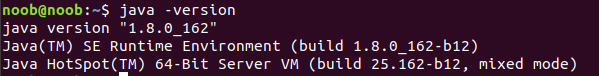 noob@noob:~$ java -version
java version "1.8.0_162"
Java(TM) SE Runtime Environment (build 1.8.0_162-b12)
Java HotSpot(TM) 64-Bit Server VM (build 25.162-b12, mixed mode)